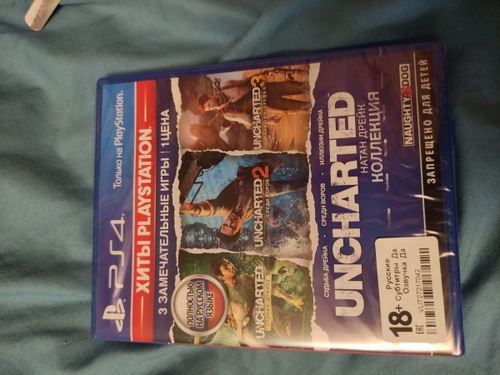 PS4
Только на PlayStation.
ХИТЫ PLAYSTATION
3 ЗАМЕЧАТЕЛЬНЫЕ ИГРЫ | 1 ЦЕНА
ПОЛНОСТЬЮ
НА РУССКОМ
ЯЗЫКЕ
UNCHARTED
UNCHARTED 2
СРЕДИ ВОРОВ
UNCHARTED 3
СУДЬБА ДРЕЙКА • СРЕДИ ВОРОВ • ИЛЛЮЗИИ ДРЕЙКА
UNCHARTED
НАТАН ДРЕЙК.
КОЛЛЕКЦИЯ
NAUGHTY DOG
ЗАПРЕЩЕНО ДЛЯ ДЕТЕЙ
Русские
Субтитры Да
Озвучка Да
18+